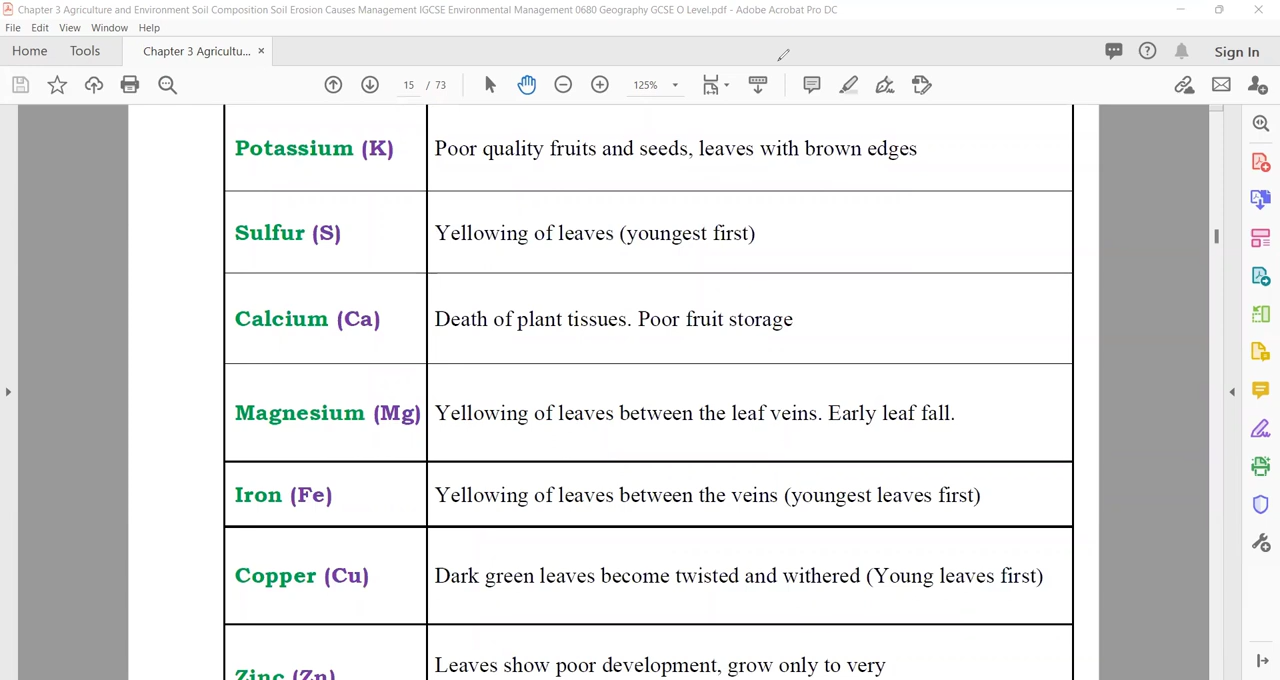 Chapter 3 Agriculture and Environment Soil Composition Soil Erosion Causes Management IGCSE Environmental Management 0680 Geography GCSE O Level.pdf - Adobe Acrobat Pro DC
File Edit View Window Help
Home Tools Chapter 3 Agricultu... × Sign In
15 / 73 125%
Potassium (K) Poor quality fruits and seeds, leaves with brown edges
Sulfur (S) Yellowing of leaves (youngest first)
Calcium (Ca) Death of plant tissues. Poor fruit storage
Magnesium (Mg) Yellowing of leaves between the leaf veins. Early leaf fall.
Iron (Fe) Yellowing of leaves between the veins (youngest leaves first)
Copper (Cu) Dark green leaves become twisted and withered (Young leaves first)
Leaves show poor development, grow only to very
Zinc (Zn)